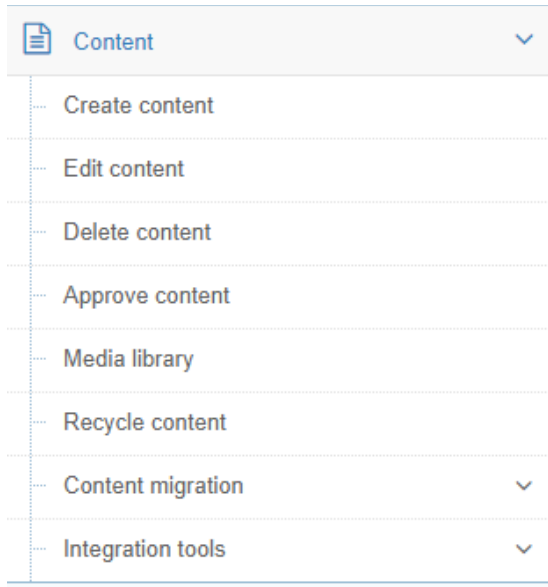 Content
Create content
Edit content
Delete content
Approve content
Media library
Recycle content
Content migration
Integration tools